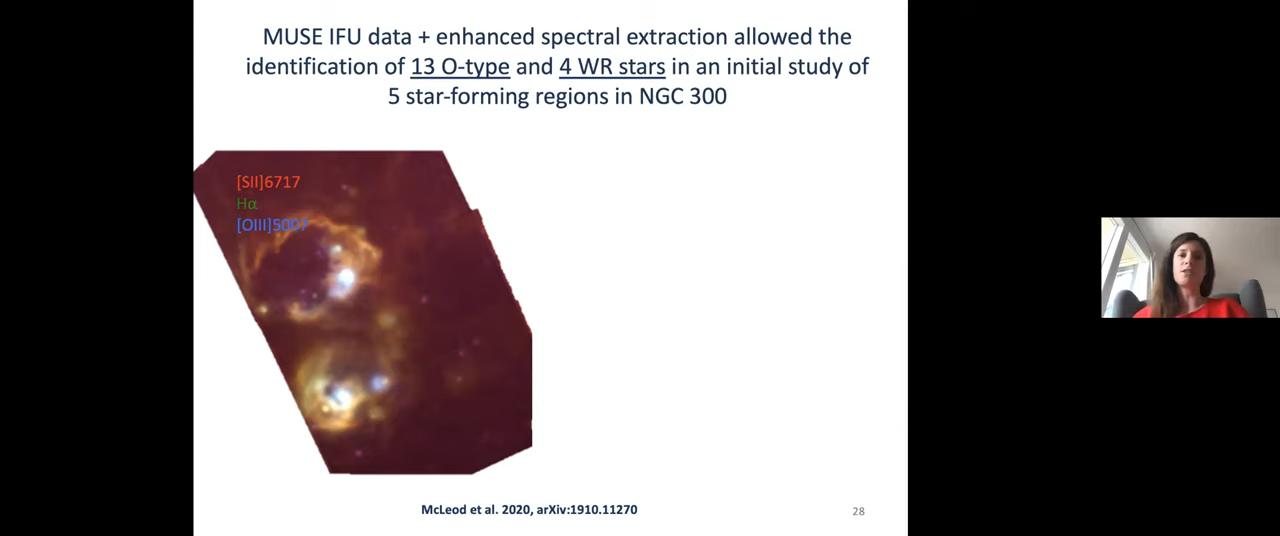 MUSE IFU data + enhanced spectral extraction allowed the
identification of 13 O-type and 4 WR stars in an initial study of
5 star-forming regions in NGC 300
[SII]6717
Hα
[OIII]5007
McLeod et al. 2020, arXiv:1910.11270
28